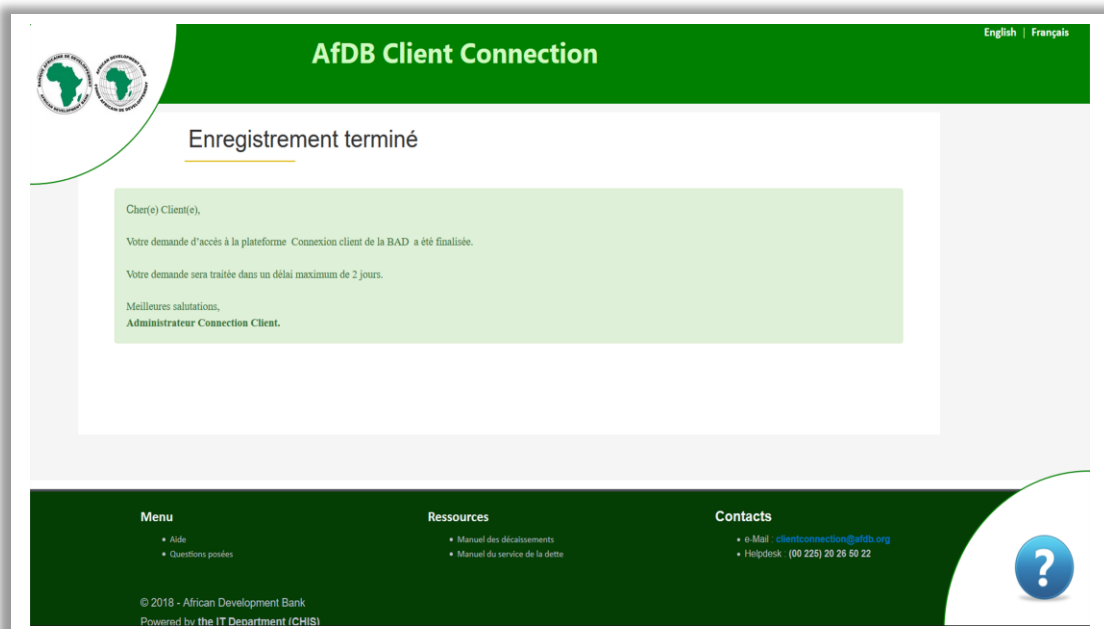 English | Français
AfDB Client Connection
Enregistrement terminé
Cher(e) Client(e),
Votre demande d'accès à la plateforme Connexion client de la BAD a été finalisée.
Votre demande sera traitée dans un délai maximum de 2 jours.
Meilleures salutations,
Administrateur Connection Client.
Menu
• Aide
• Questions posées
Ressources
• Manuel des décaissements
• Manuel du service de la dette
Contacts
• e-Mail : clientconnection@afdb.org
• Helpdesk : (00 225) 20 26 50 22
?
© 2018 - African Development Bank
Powered by the IT Department (CHIS)